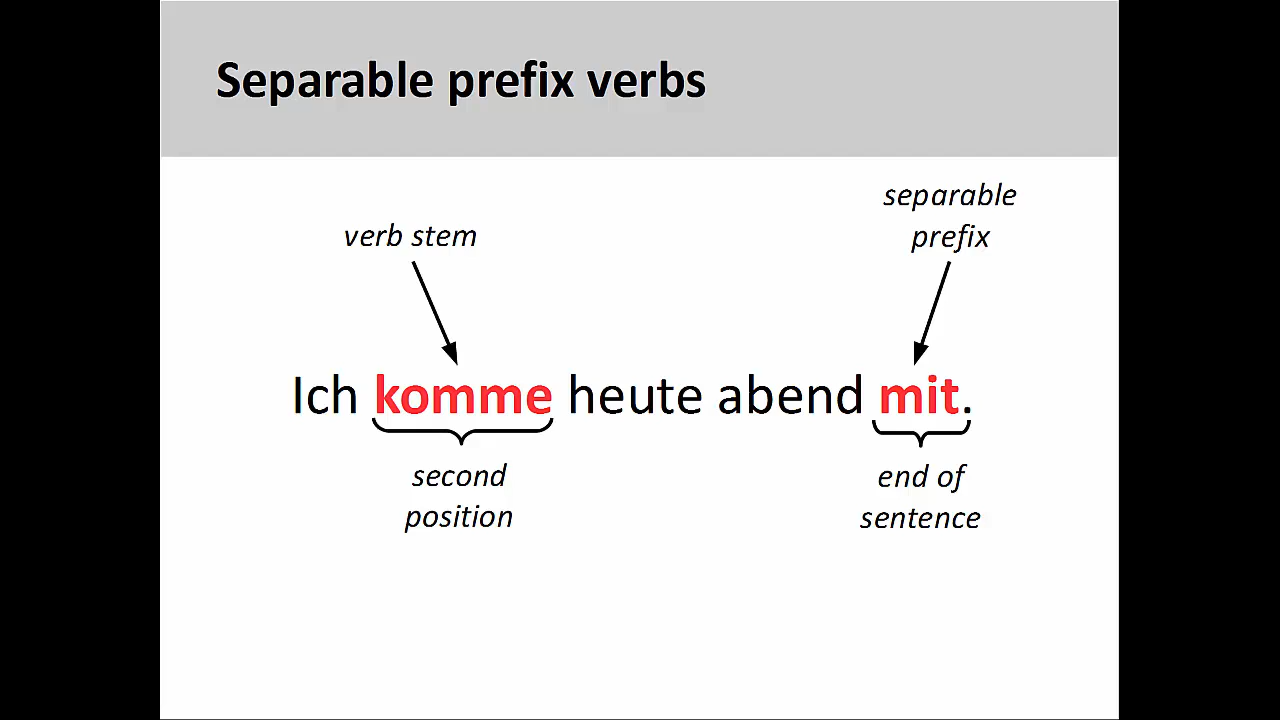 Separable prefix verbs
separable
prefix
verb stem
Ich komme heute abend mit.
second
position
end of
sentence